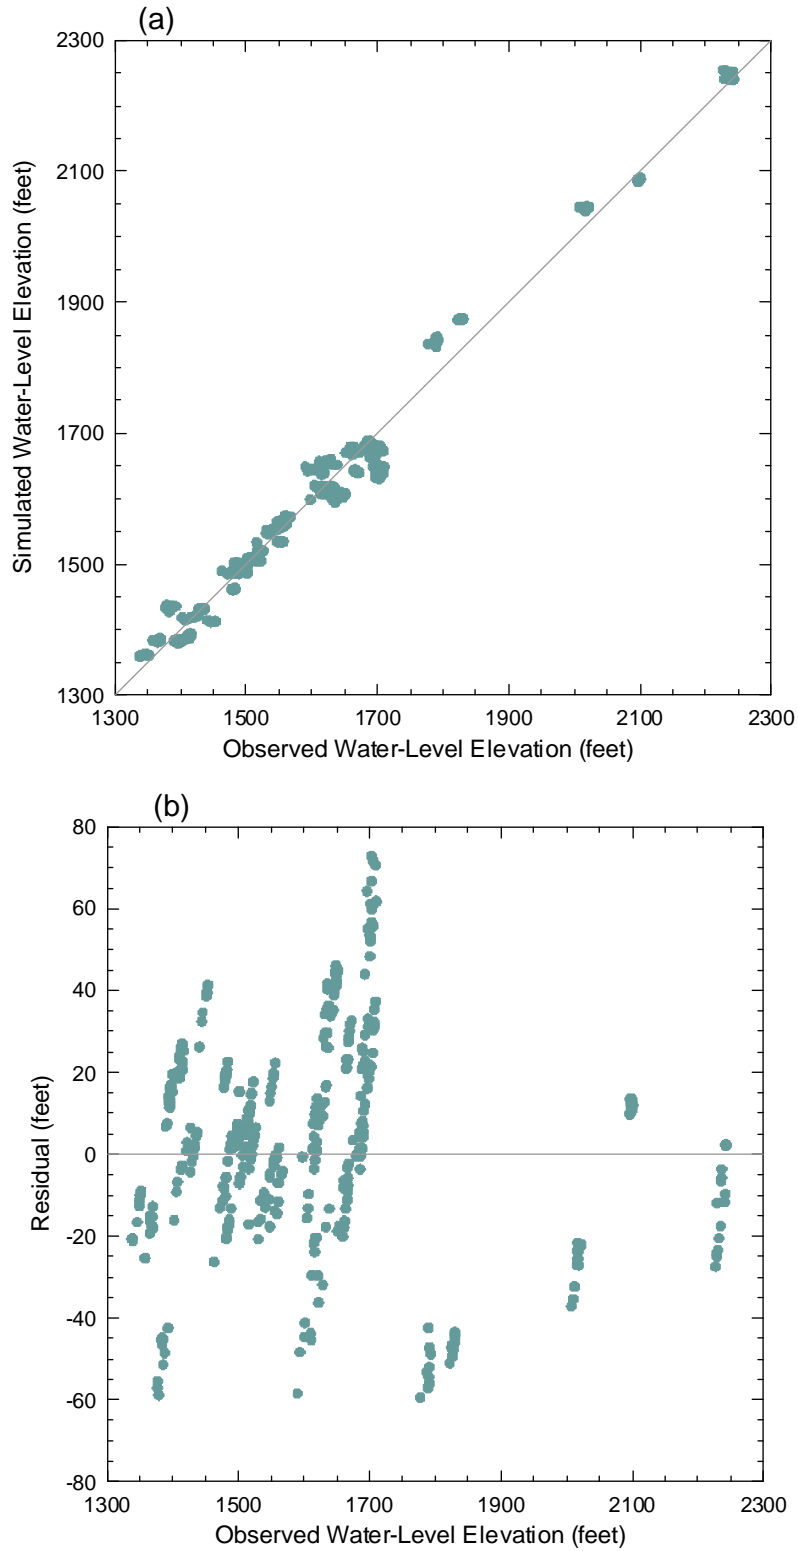 (a)
2300
2100
1900
1700
1500
1300
Simulated Water-Level Elevation (feet)
1300 1500 1700 1900 2100 2300
Observed Water-Level Elevation (feet)
(b)
80
60
40
20
0
-20
-40
-60
-80
Residual (feet)
1300 1500 1700 1900 2100 2300
Observed Water-Level Elevation (feet)